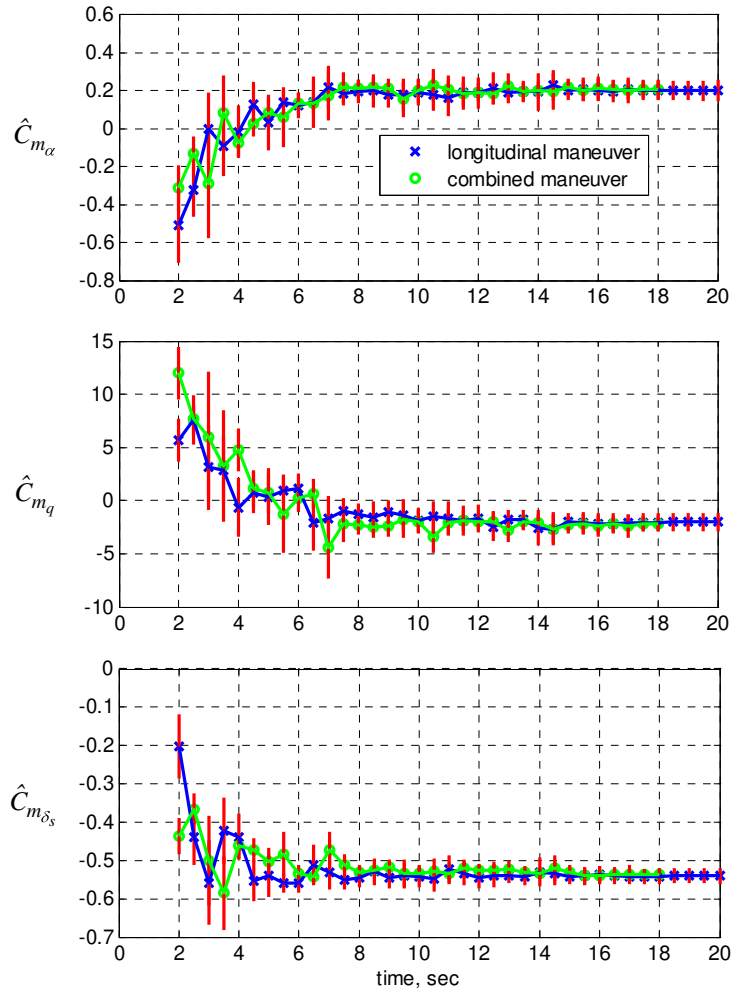 0.6
0.4
0.2
0
-0.2
-0.4
-0.6
-0.8
Ĉ_{m_α}
longitudinal maneuver
combined maneuver
0 2 4 6 8 10 12 14 16 18 20
15
10
5
0
-5
-10
Ĉ_{m_q}
0 2 4 6 8 10 12 14 16 18 20
0
-0.1
-0.2
-0.3
-0.4
-0.5
-0.6
-0.7
Ĉ_{m_{δ_s}}
0 2 4 6 8 10 12 14 16 18 20
time, sec